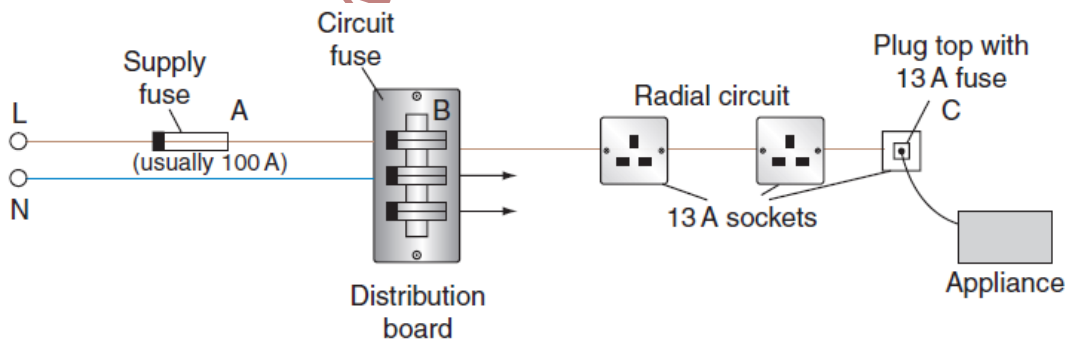 Circuit
fuse
Supply
fuse
A
L
(usually 100 A)
N
B
Distribution
board
Radial circuit
13 A sockets
Plug top with
13 A fuse
C
Appliance